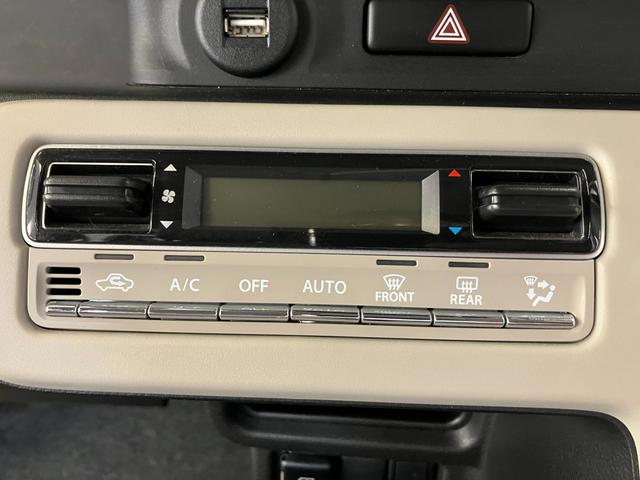 A/C OFF AUTO FRONT REAR